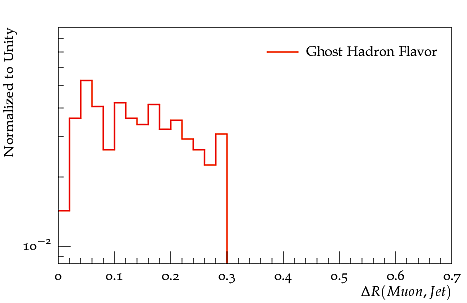 Normalized to Unity
Ghost Hadron Flavor
10⁻²
0 0.1 0.2 0.3 0.4 0.5 0.6 0.7
ΔR(Muon, Jet)